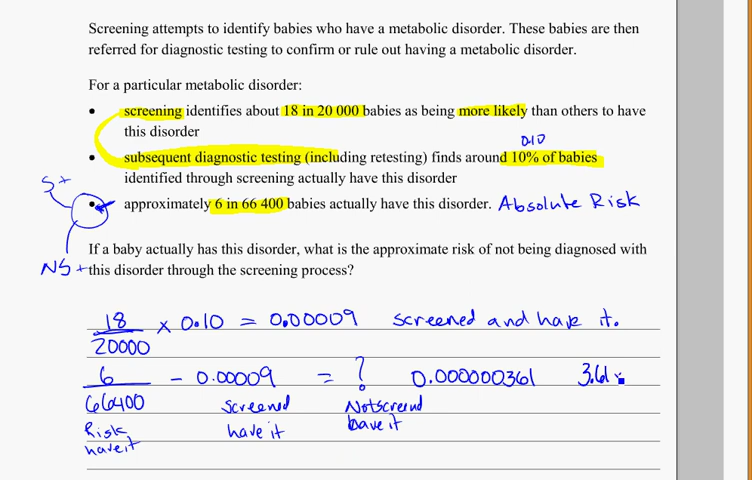 Screening attempts to identify babies who have a metabolic disorder. These babies are then
referred for diagnostic testing to confirm or rule out having a metabolic disorder.
For a particular metabolic disorder:
• screening identifies about 18 in 20 000 babies as being more likely than others to have
this disorder
0.10
• subsequent diagnostic testing (including retesting) finds around 10% of babies
identified through screening actually have this disorder
S+
• approximately 6 in 66 400 babies actually have this disorder. Absolute Risk
If a baby actually has this disorder, what is the approximate risk of not being diagnosed with
NS+ this disorder through the screening process?
18 × 0.10 = 0.00009 screened and have it.
20000
6 - 0.00009 = ? 0.000000361 3.61
66400 Screened Notscreend
Risk have it have it
have it